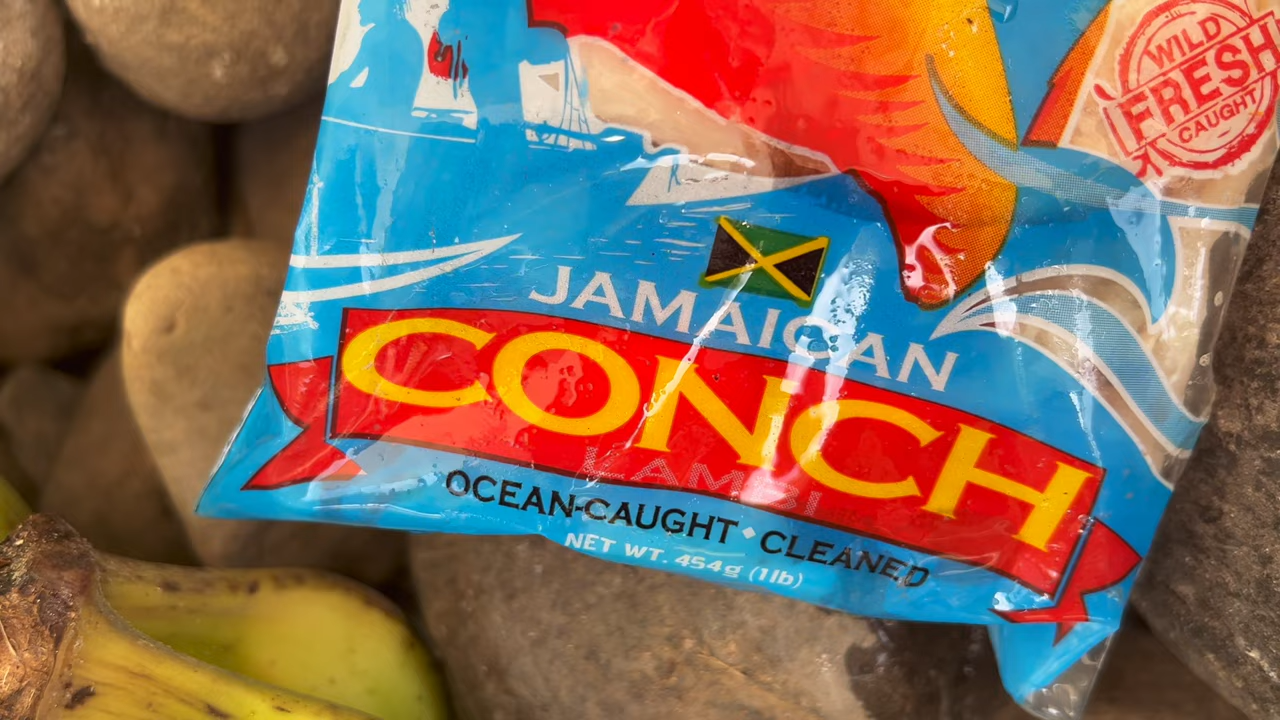 WILD
FRESH
CAUGHT
JAMAICAN
CONCH
LAMBI
OCEAN-CAUGHT ⬥ CLEANED
NET WT. 454g (1lb)